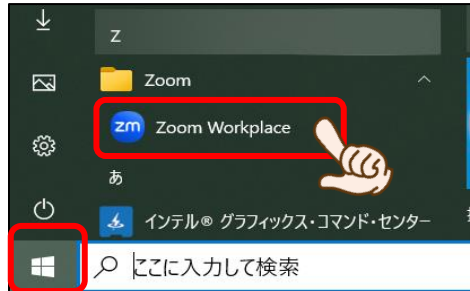 Z
Zoom
zm Zoom Workplace
あ
インテル® グラフィックス・コマンド・センター
ここに入力して検索